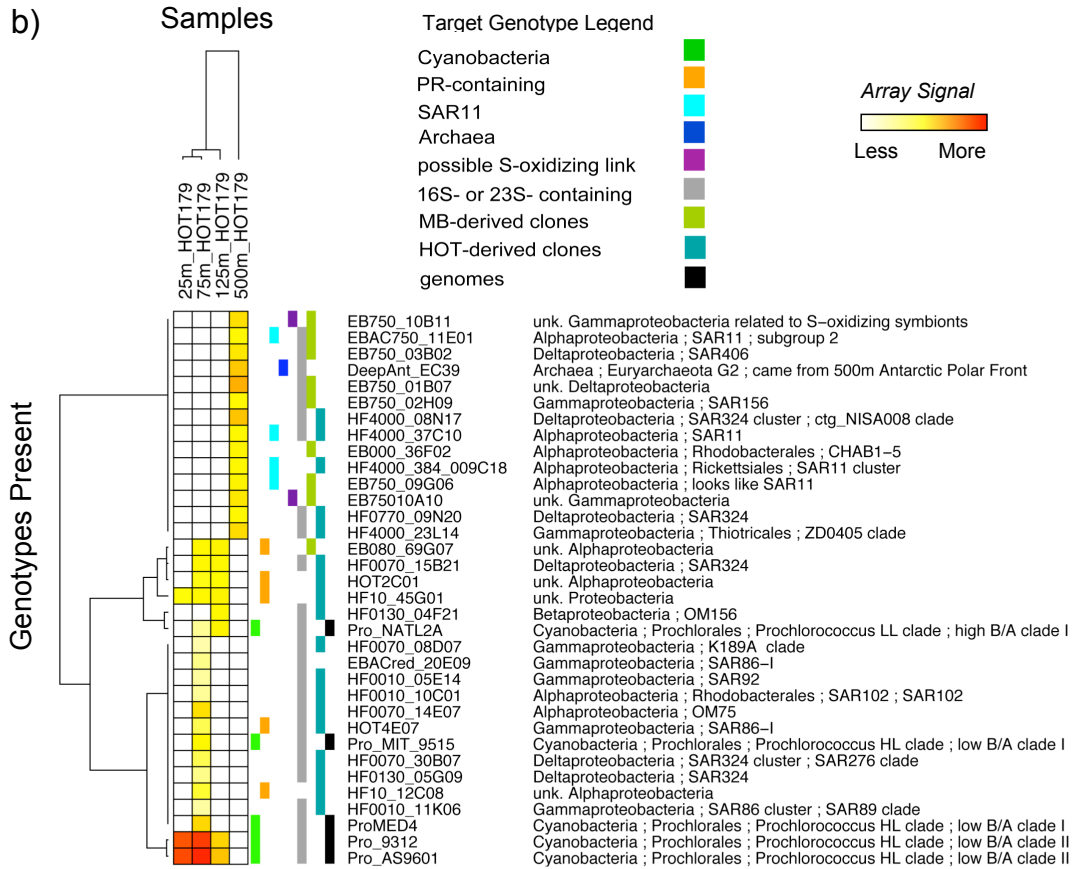 b)
Samples
Target Genotype Legend
Cyanobacteria
PR-containing
SAR11
Archaea
possible S-oxidizing link
16S- or 23S- containing
MB-derived clones
HOT-derived clones
genomes
Array Signal
Less More
25m_HOT179
75m_HOT179
125m_HOT179
500m_HOT179
Genotypes Present
EB750_10B11 unk. Gammaproteobacteria related to S−oxidizing symbionts
EBAC750_11E01 Alphaproteobacteria ; SAR11 ; subgroup 2
EB750_03B02 Deltaproteobacteria ; SAR406
DeepAnt_EC39 Archaea ; Euryarchaeota G2 ; came from 500m Antarctic Polar Front
EB750_01B07 unk. Deltaproteobacteria
EB750_02H09 Gammaproteobacteria ; SAR156
HF4000_08N17 Deltaproteobacteria ; SAR324 cluster ; ctg_NISA008 clade
HF4000_37C10 Alphaproteobacteria ; SAR11
EB000_36F02 Alphaproteobacteria ; Rhodobacterales ; CHAB1−5
HF4000_384_009C18 Alphaproteobacteria ; Rickettsiales ; SAR11 cluster
EB750_09G06 Alphaproteobacteria ; looks like SAR11
EB75010A10 unk. Gammaproteobacteria
HF0770_09N20 Deltaproteobacteria ; SAR324
HF4000_23L14 Gammaproteobacteria ; Thiotricales ; ZD0405 clade
EB080_69G07 unk. Alphaproteobacteria
HF0070_15B21 Deltaproteobacteria ; SAR324
HOT2C01 unk. Alphaproteobacteria
HF10_45G01 unk. Proteobacteria
HF0130_04F21 Betaproteobacteria ; OM156
Pro_NATL2A Cyanobacteria ; Prochlorales ; Prochlorococcus LL clade ; high B/A clade I
HF0070_08D07 Gammaproteobacteria ; K189A clade
EBACred_20E09 Gammaproteobacteria ; SAR86−I
HF0010_05E14 Gammaproteobacteria ; SAR92
HF0010_10C01 Alphaproteobacteria ; Rhodobacterales ; SAR102 ; SAR102
HF0070_14E07 Alphaproteobacteria ; OM75
HOT4E07 Gammaproteobacteria ; SAR86−I
Pro_MIT_9515 Cyanobacteria ; Prochlorales ; Prochlorococcus HL clade ; low B/A clade I
HF0070_30B07 Deltaproteobacteria ; SAR324 cluster ; SAR276 clade
HF0130_05G09 Deltaproteobacteria ; SAR324
HF10_12C08 unk. Alphaproteobacteria
HF0010_11K06 Gammaproteobacteria ; SAR86 cluster ; SAR89 clade
ProMED4 Cyanobacteria ; Prochlorales ; Prochlorococcus HL clade ; low B/A clade I
Pro_9312 Cyanobacteria ; Prochlorales ; Prochlorococcus HL clade ; low B/A clade II
Pro_AS9601 Cyanobacteria ; Prochlorales ; Prochlorococcus HL clade ; low B/A clade II